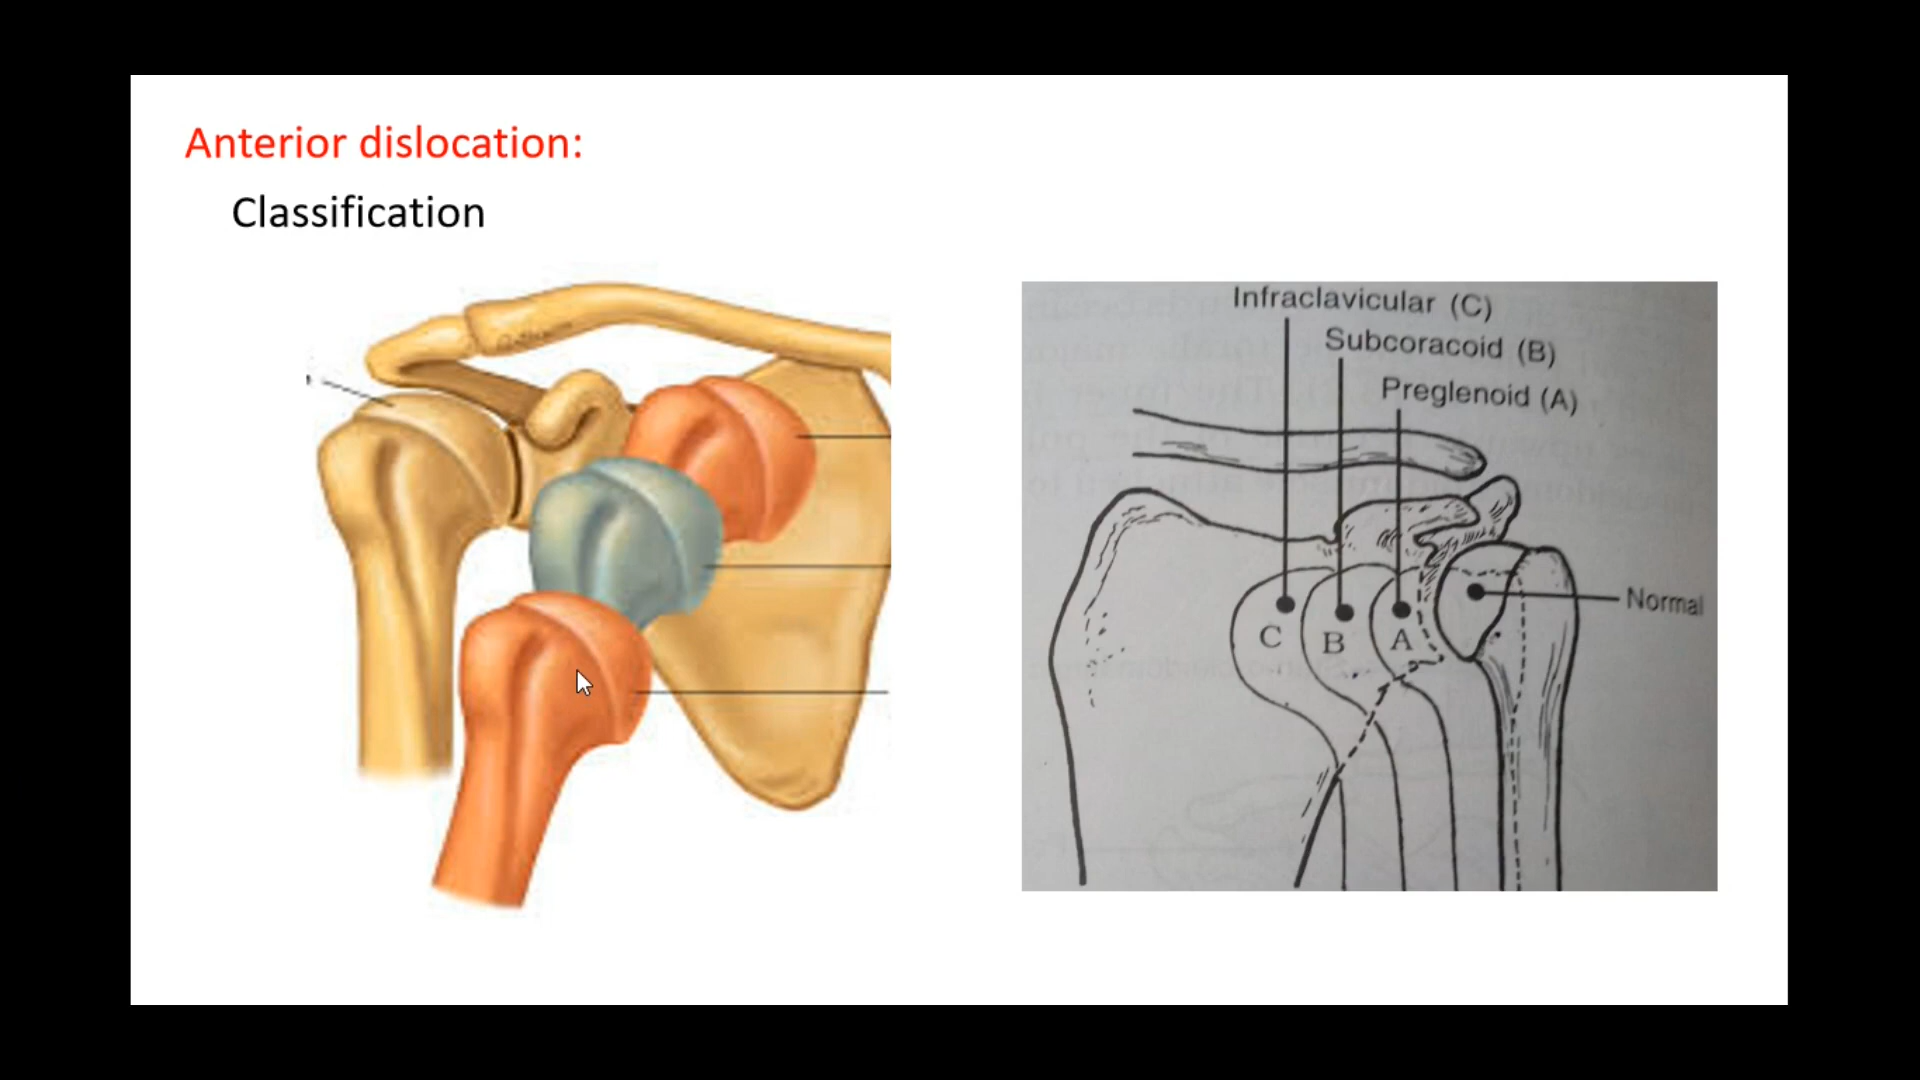 Anterior dislocation:
Classification
Infraclavicular (C)
Subcoracoid (B)
Preglenoid (A)
Normal
C
B
A